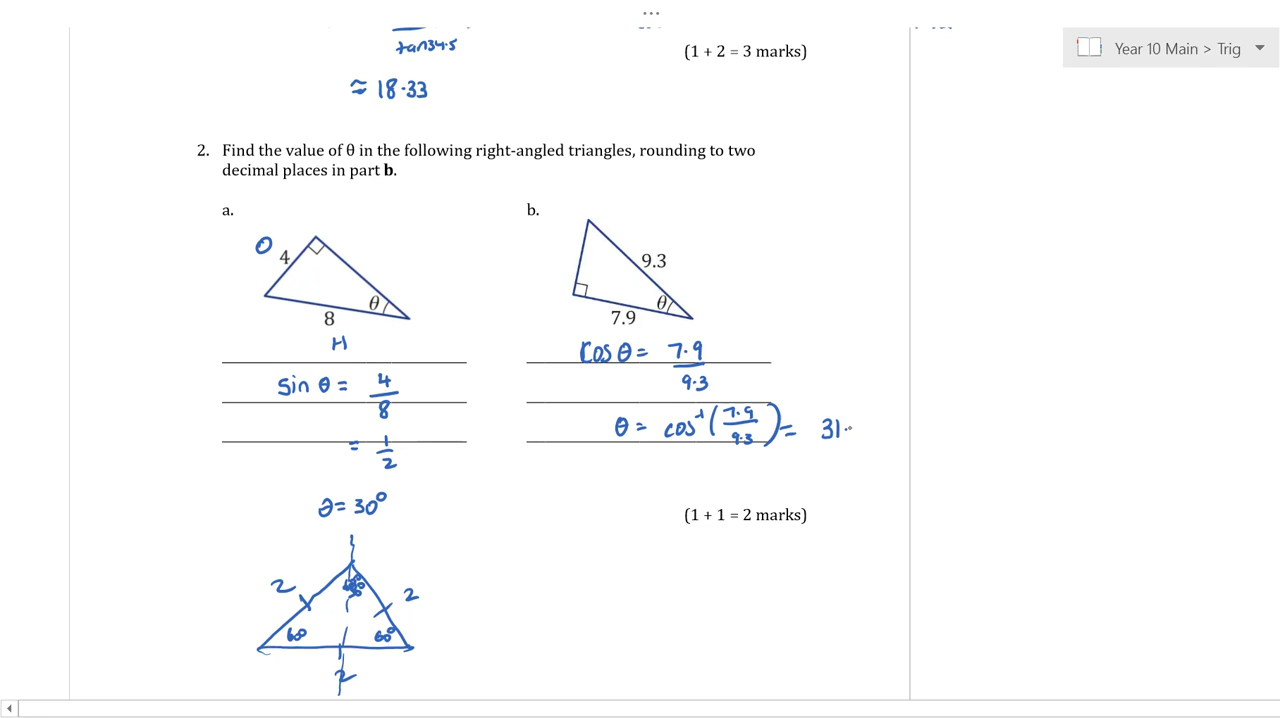 ...
Year 10 Main > Trig
tan34.5
(1 + 2 = 3 marks)
≈ 18.33
2. Find the value of θ in the following right-angled triangles, rounding to two
decimal places in part b.
a.
O
4
θ
8
H
sin θ = 4/8
= 1/2
θ = 30°
2
2
60
60°
2
b.
9.3
θ
7.9
cos θ = 7.9/9.3
θ = cos⁻¹(7.9/9.3) = 31.
(1 + 1 = 2 marks)